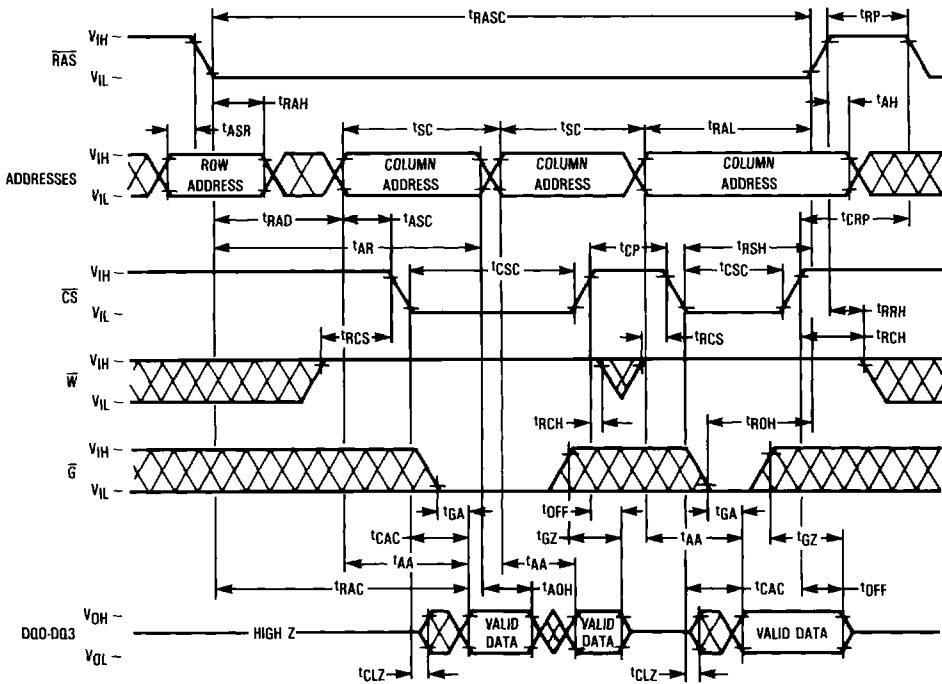 tRASC tRP
VIH
RAS
VIL
tRAH tAH
tASR tSC tSC tRAL
VIH
ADDRESSES ROW ADDRESS COLUMN ADDRESS COLUMN ADDRESS COLUMN ADDRESS
VIL
tRAD tASC tCRP
tAR tCP tRSH
VIH tCSC tCSC
CS
VIL
tRRH
tRCS tRCS tRCH
VIH
W
VIL
tRCH tROH
VIH
G
VIL
tGA tOFF tGA
tCAC tGZ tAA tGZ
tAA tAA
tCAC
tRAC tAOH tOFF
VOH
DQ0-DQ3 HIGH Z VALID DATA VALID DATA VALID DATA
VOL
tCLZ tCLZ